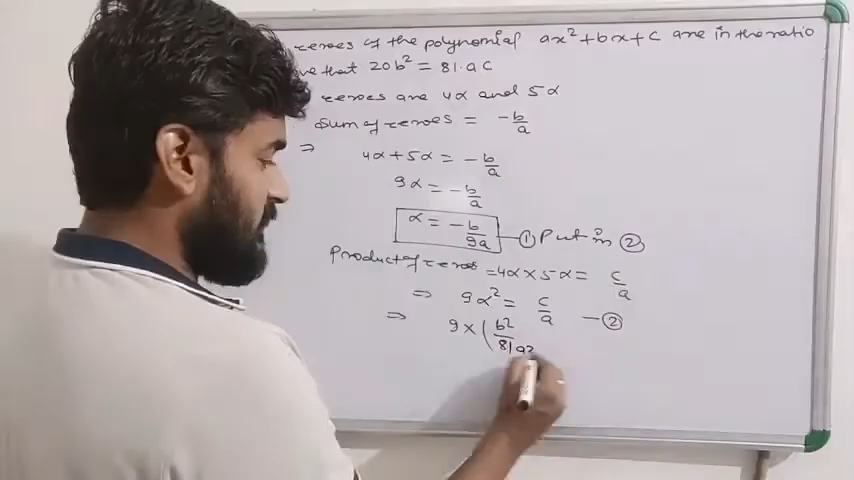 zeroes of the polynomial ax²+bx+c are in the ratio
ve that 20b² = 81.ac
zeroes are 4α and 5α
Sum of zeroes = -b/a
⇒ 4α+5α = -b/a
9α = -b/a
α = -b/9a —① Put in ②
Product of zeroes = 4α×5α = c/a
⇒ 9α² = c/a —②
⇒ 9×(b²/81a²